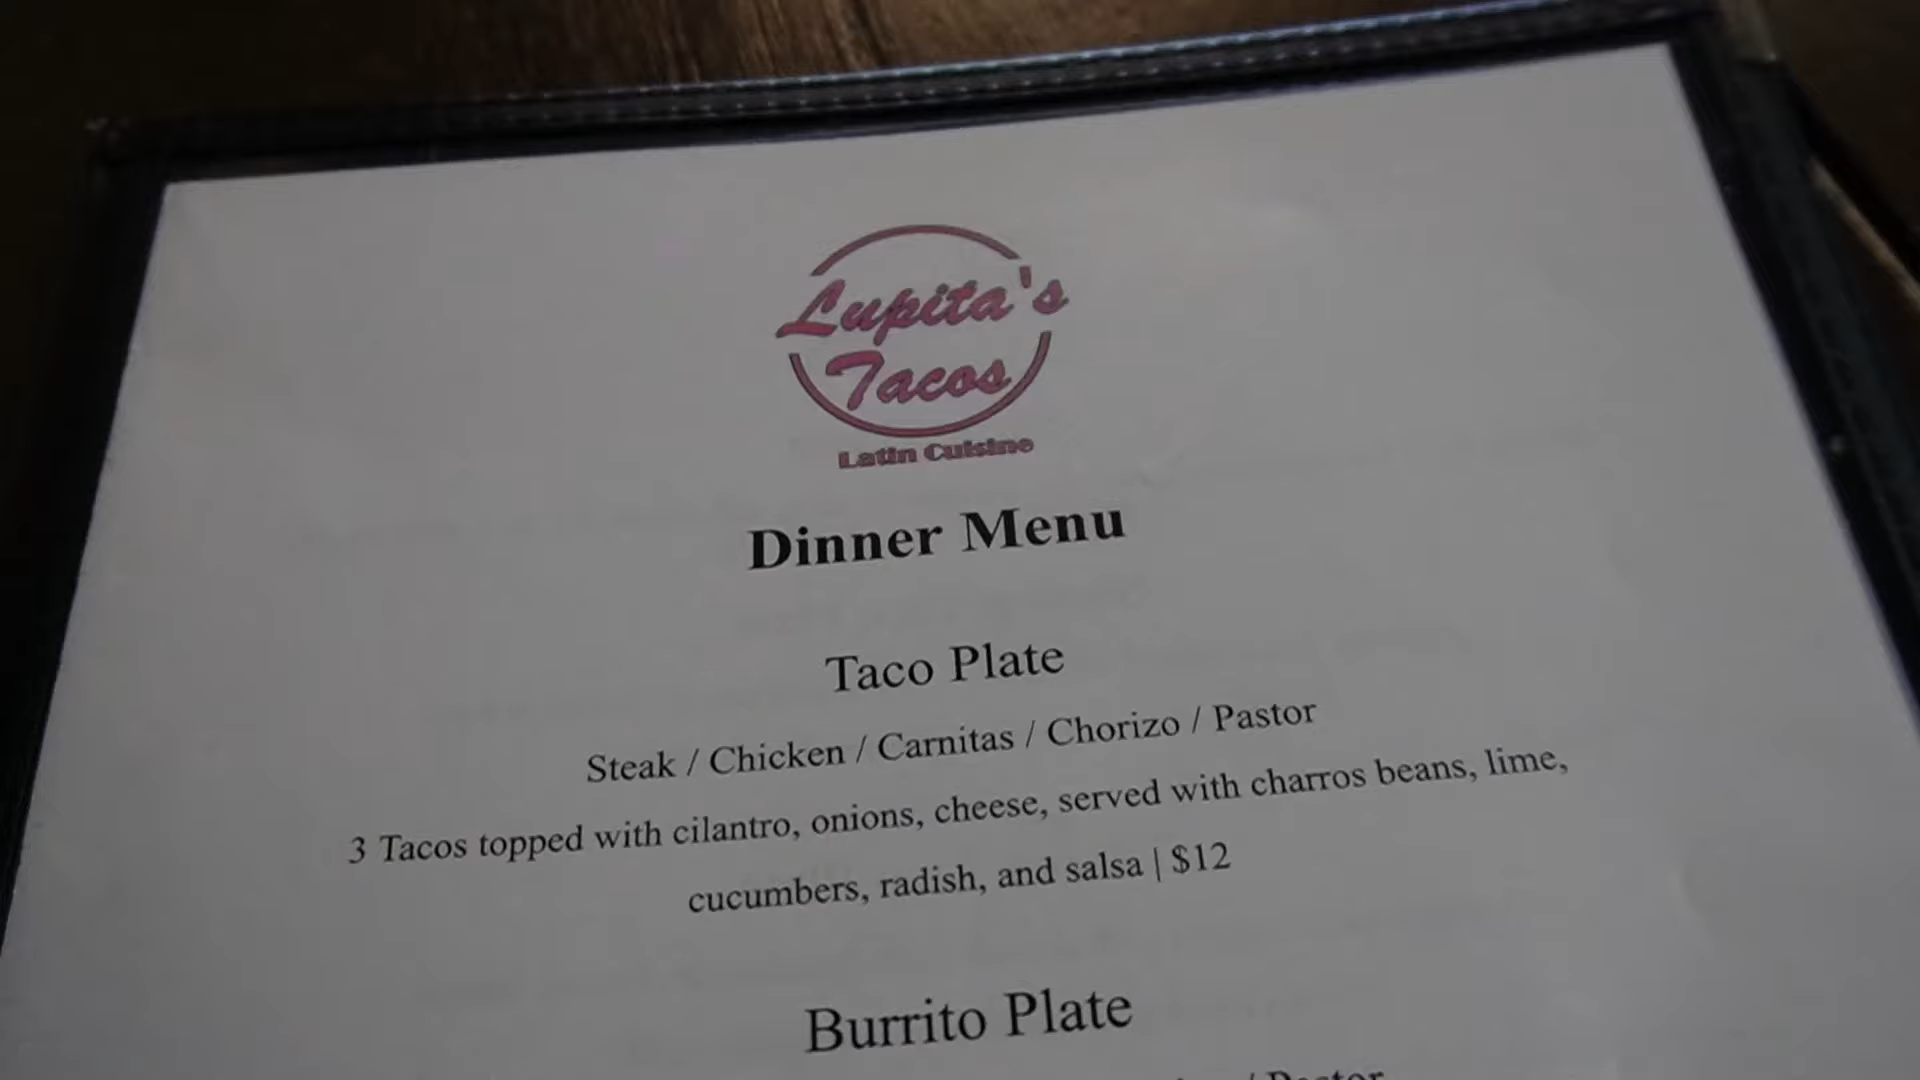 Lupita's
Tacos
Latin Cuisine
Dinner Menu
Taco Plate
Steak / Chicken / Carnitas / Chorizo / Pastor
3 Tacos topped with cilantro, onions, cheese, served with charros beans, lime,
cucumbers, radish, and salsa | $12
Burrito Plate
/ Pastor